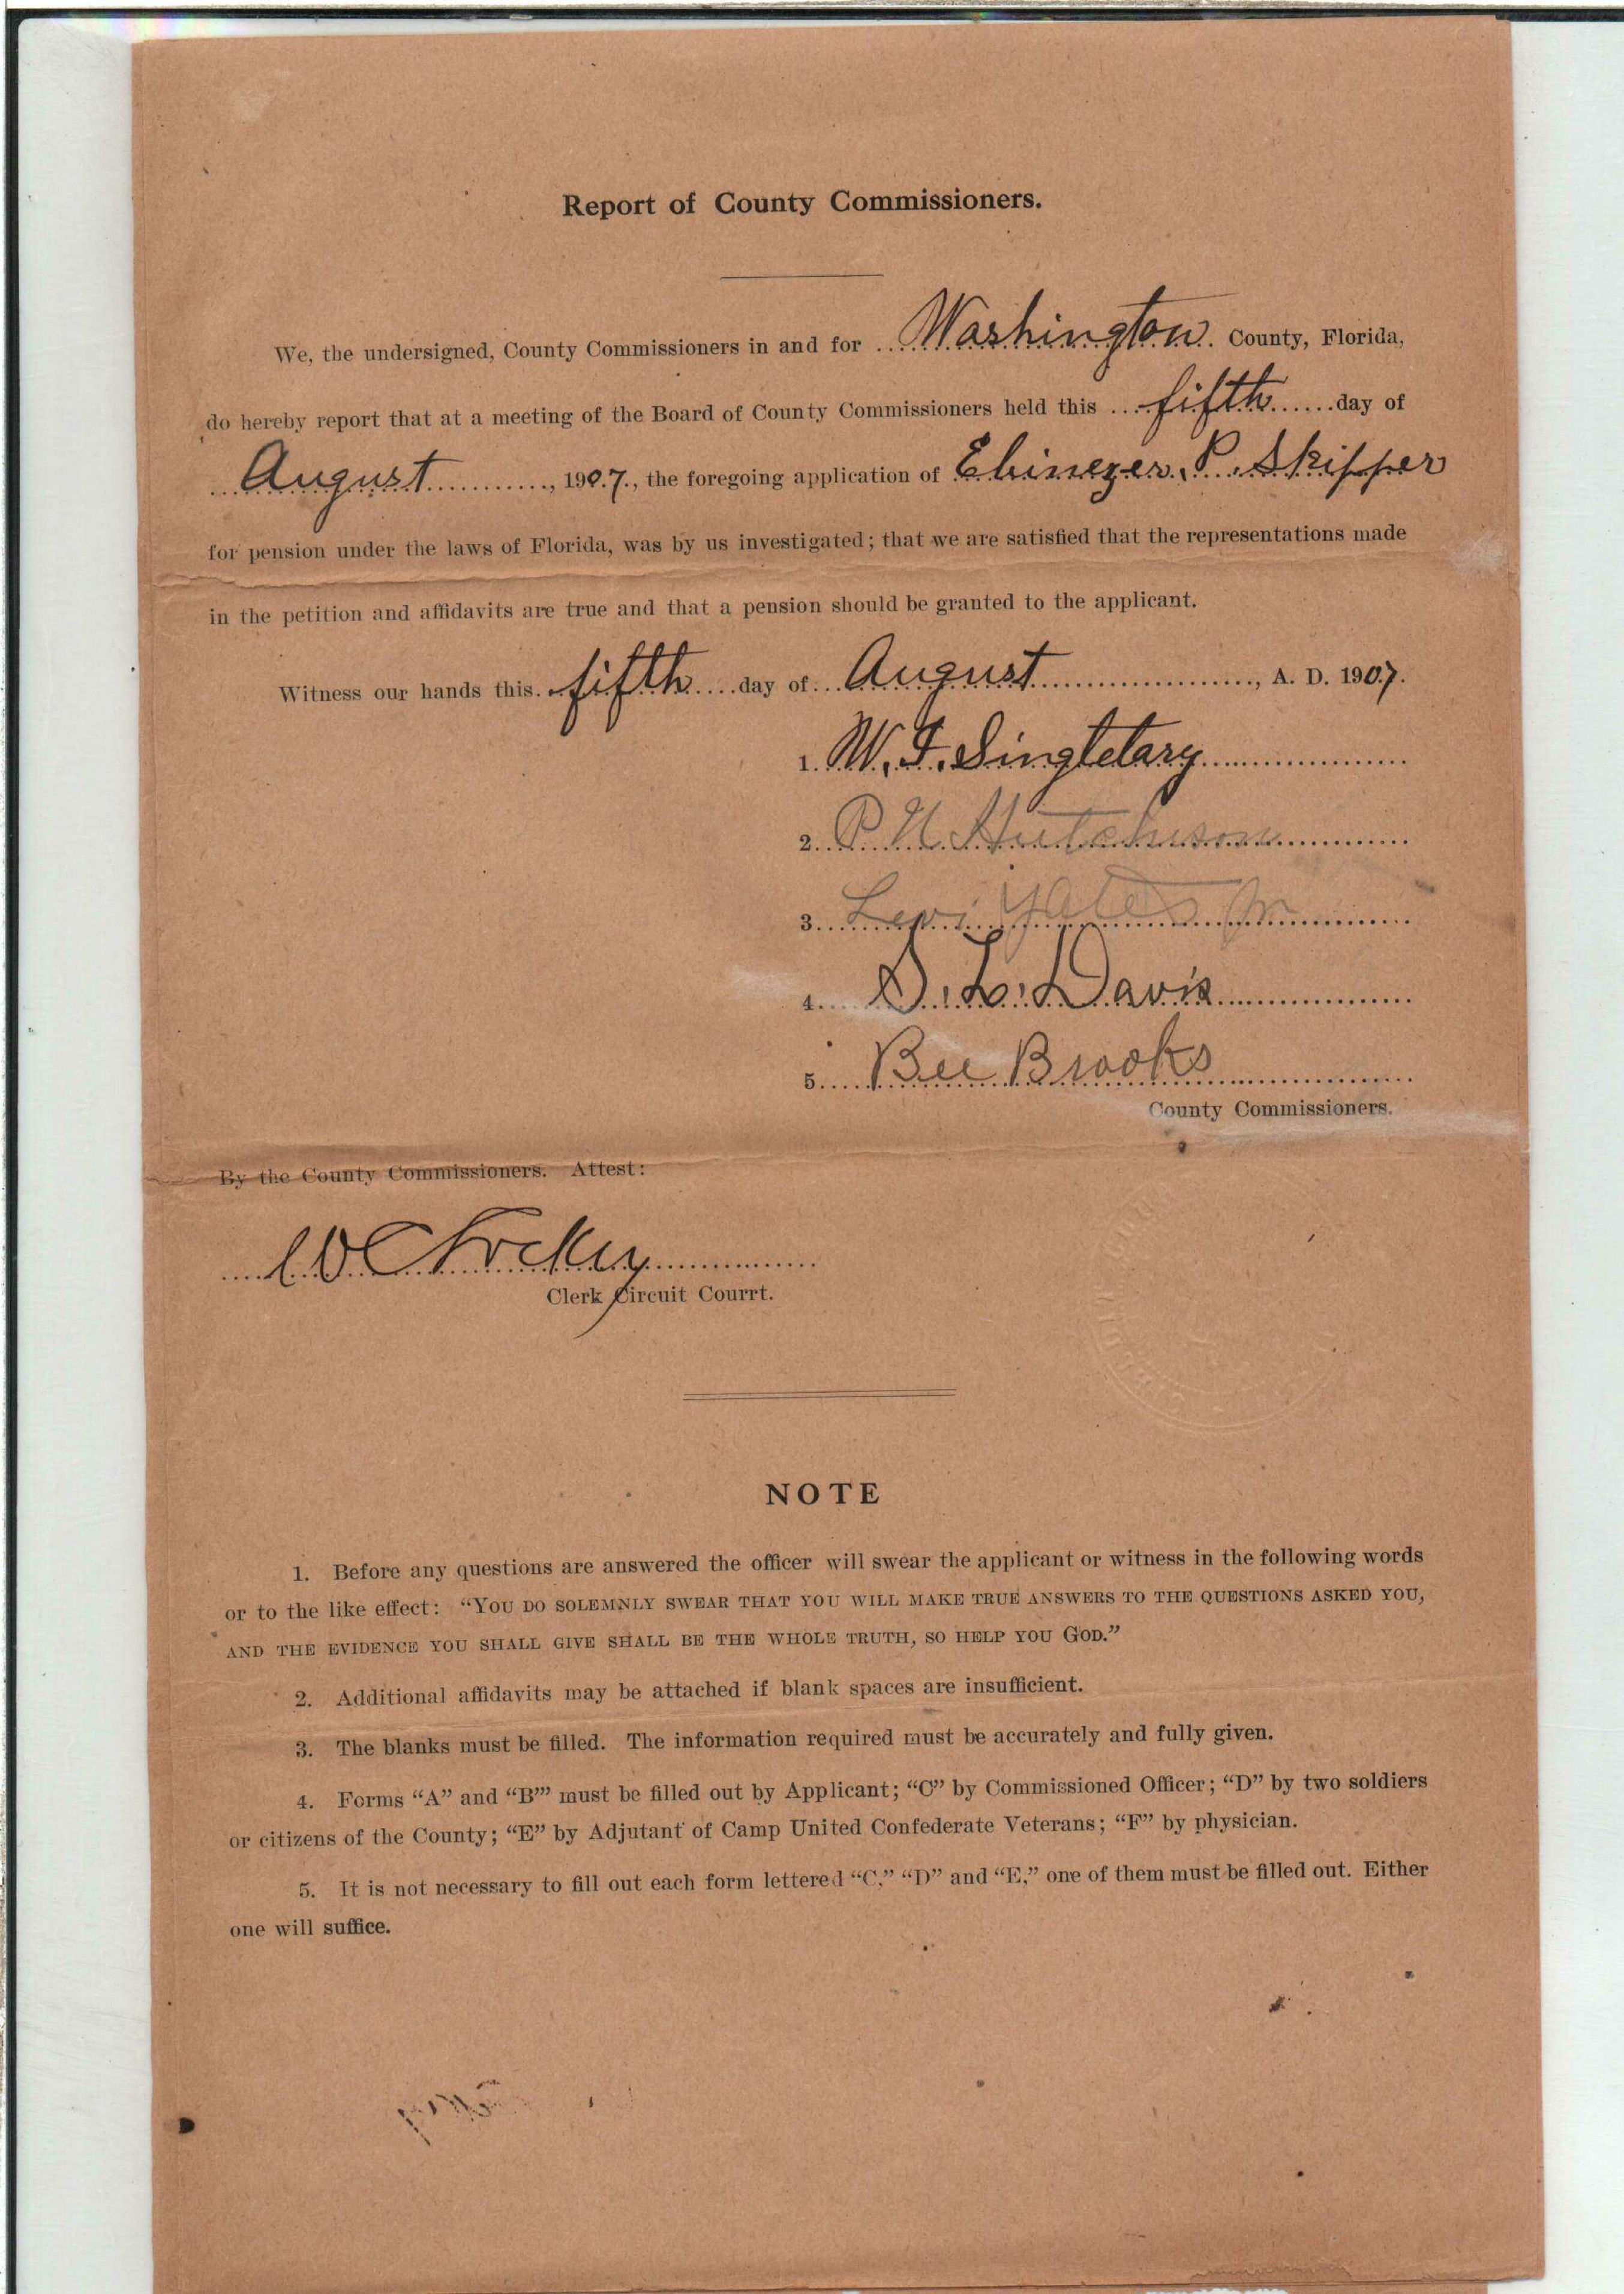 Report of County Commissioners.
We, the undersigned, County Commissioners in and for Washington County, Florida,
do hereby report that at a meeting of the Board of County Commissioners held this fifth day of
August, 1907, the foregoing application of Ebinezer P. Skipper
for pension under the laws of Florida, was by us investigated; that we are satisfied that the representations made
in the petition and affidavits are true and that a pension should be granted to the applicant.
Witness our hands this fifth day of August, A. D. 1907.
1. W. F. Singletary
2. P N Hutchinson
3. Levi Yates Jr
4. S. L. Davis
5. Bee Brooks
County Commissioners.
By the County Commissioners. Attest:
Clerk Circuit Courrt.
NOTE
1. Before any questions are answered the officer will swear the applicant or witness in the following words
or to the like effect: “YOU DO SOLEMNLY SWEAR THAT YOU WILL MAKE TRUE ANSWERS TO THE QUESTIONS ASKED YOU,
AND THE EVIDENCE YOU SHALL GIVE SHALL BE THE WHOLE TRUTH, SO HELP YOU GOD.”
2. Additional affidavits may be attached if blank spaces are insufficient.
3. The blanks must be filled. The information required must be accurately and fully given.
4. Forms “A” and “B”’ must be filled out by Applicant; “C” by Commissioned Officer; “D” by two soldiers
or citizens of the County; “E” by Adjutant of Camp United Confederate Veterans; “F” by physician.
5. It is not necessary to fill out each form lettered “C,” “D” and “E,” one of them must be filled out. Either
one will suffice.